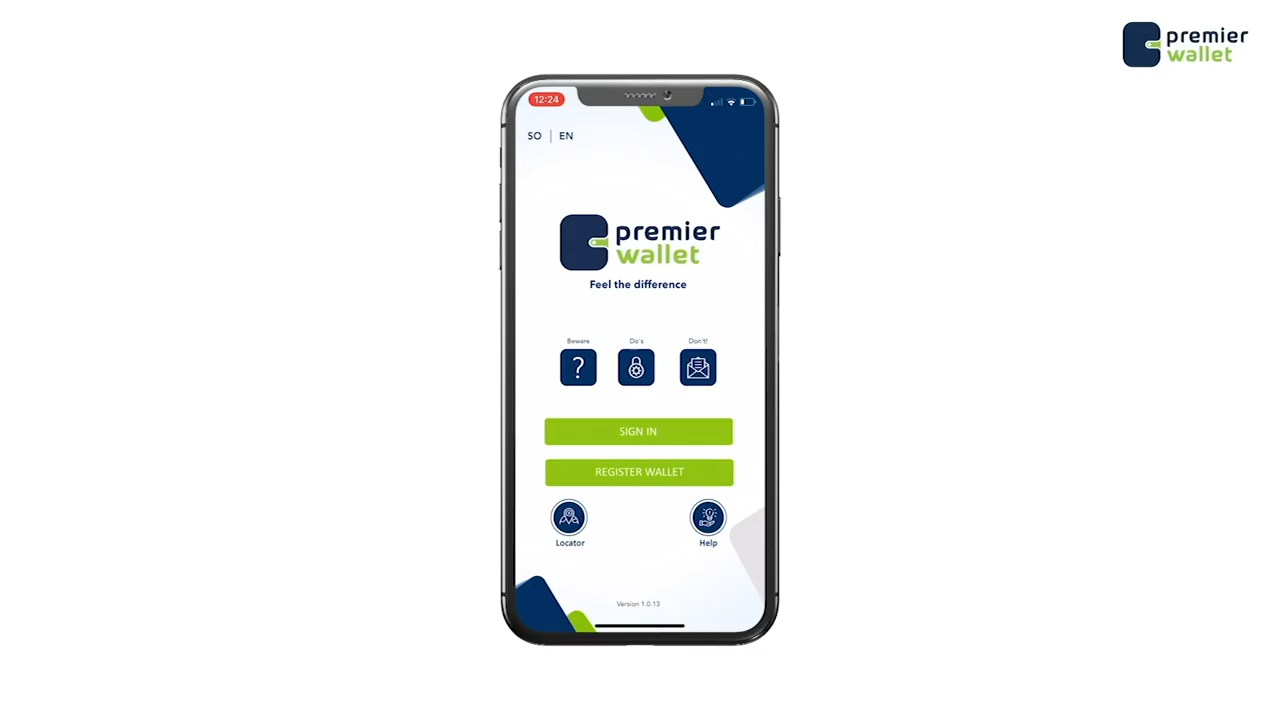 premier
wallet
12:24
SO | EN
premier
wallet
Feel the difference
Beware
Do's
Don't!
?
SIGN IN
REGISTER WALLET
Locator
Help
Version 1.0.13